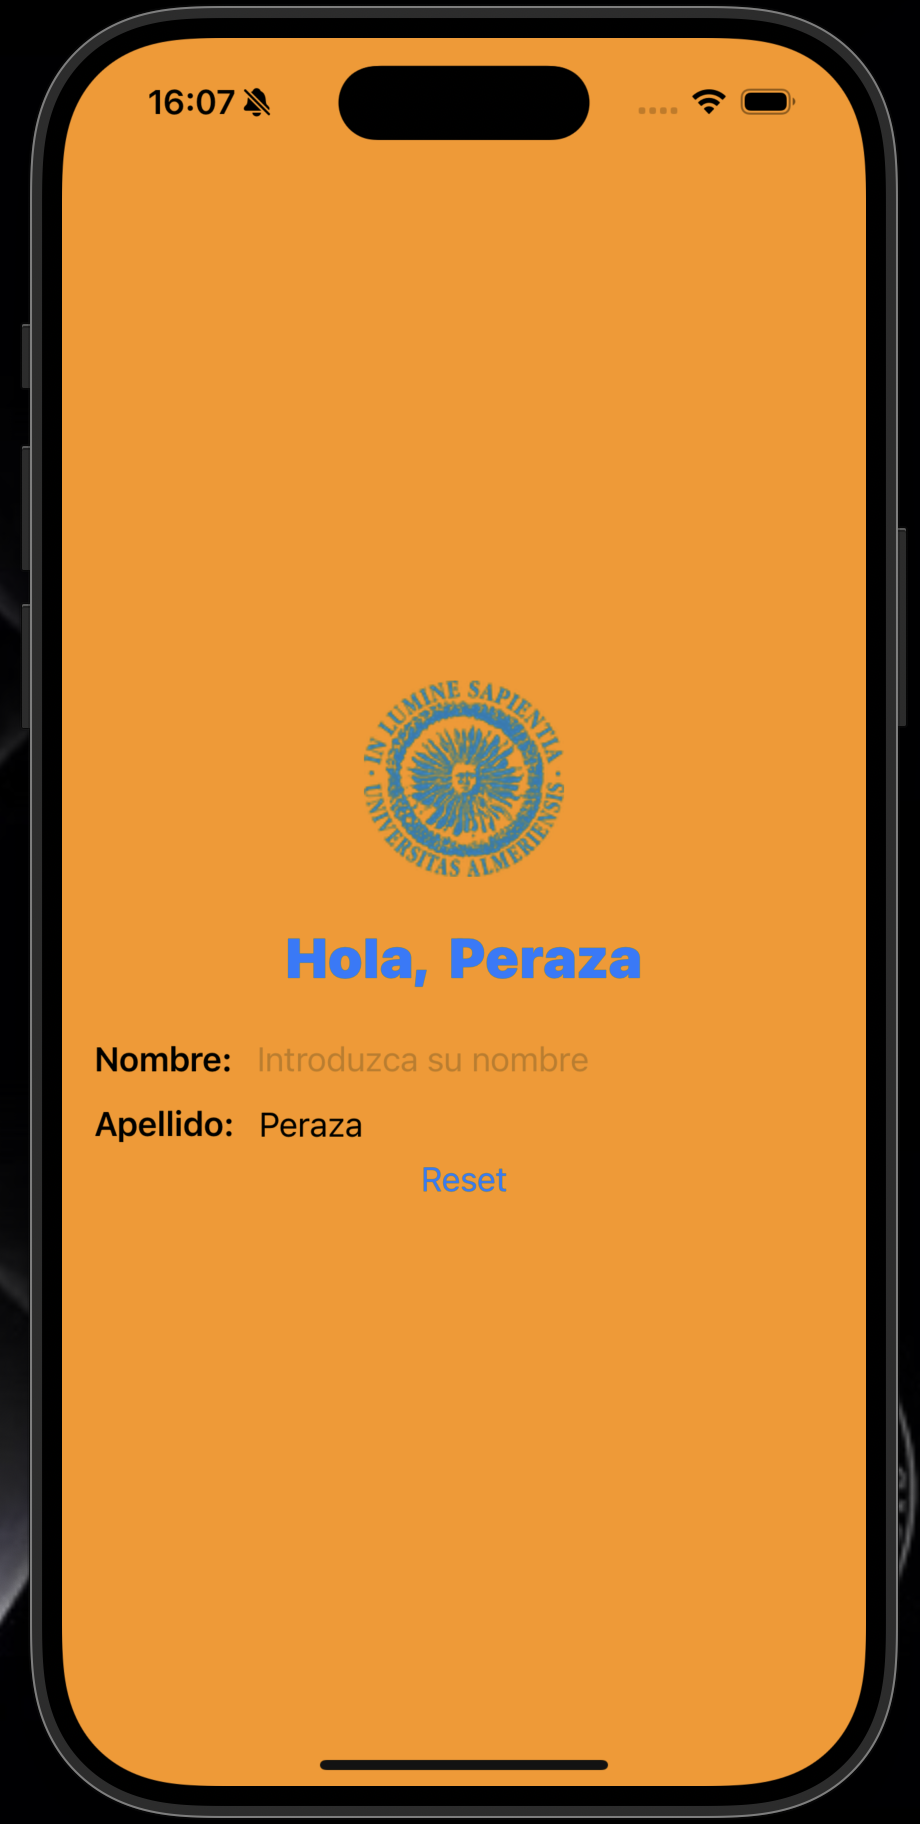 16:07
· IN LUMINE SAPIENTIA ·
UNIVERSITAS ALMERIENSIS
Hola, Peraza
Nombre: Introduzca su nombre
Apellido: Peraza
Reset